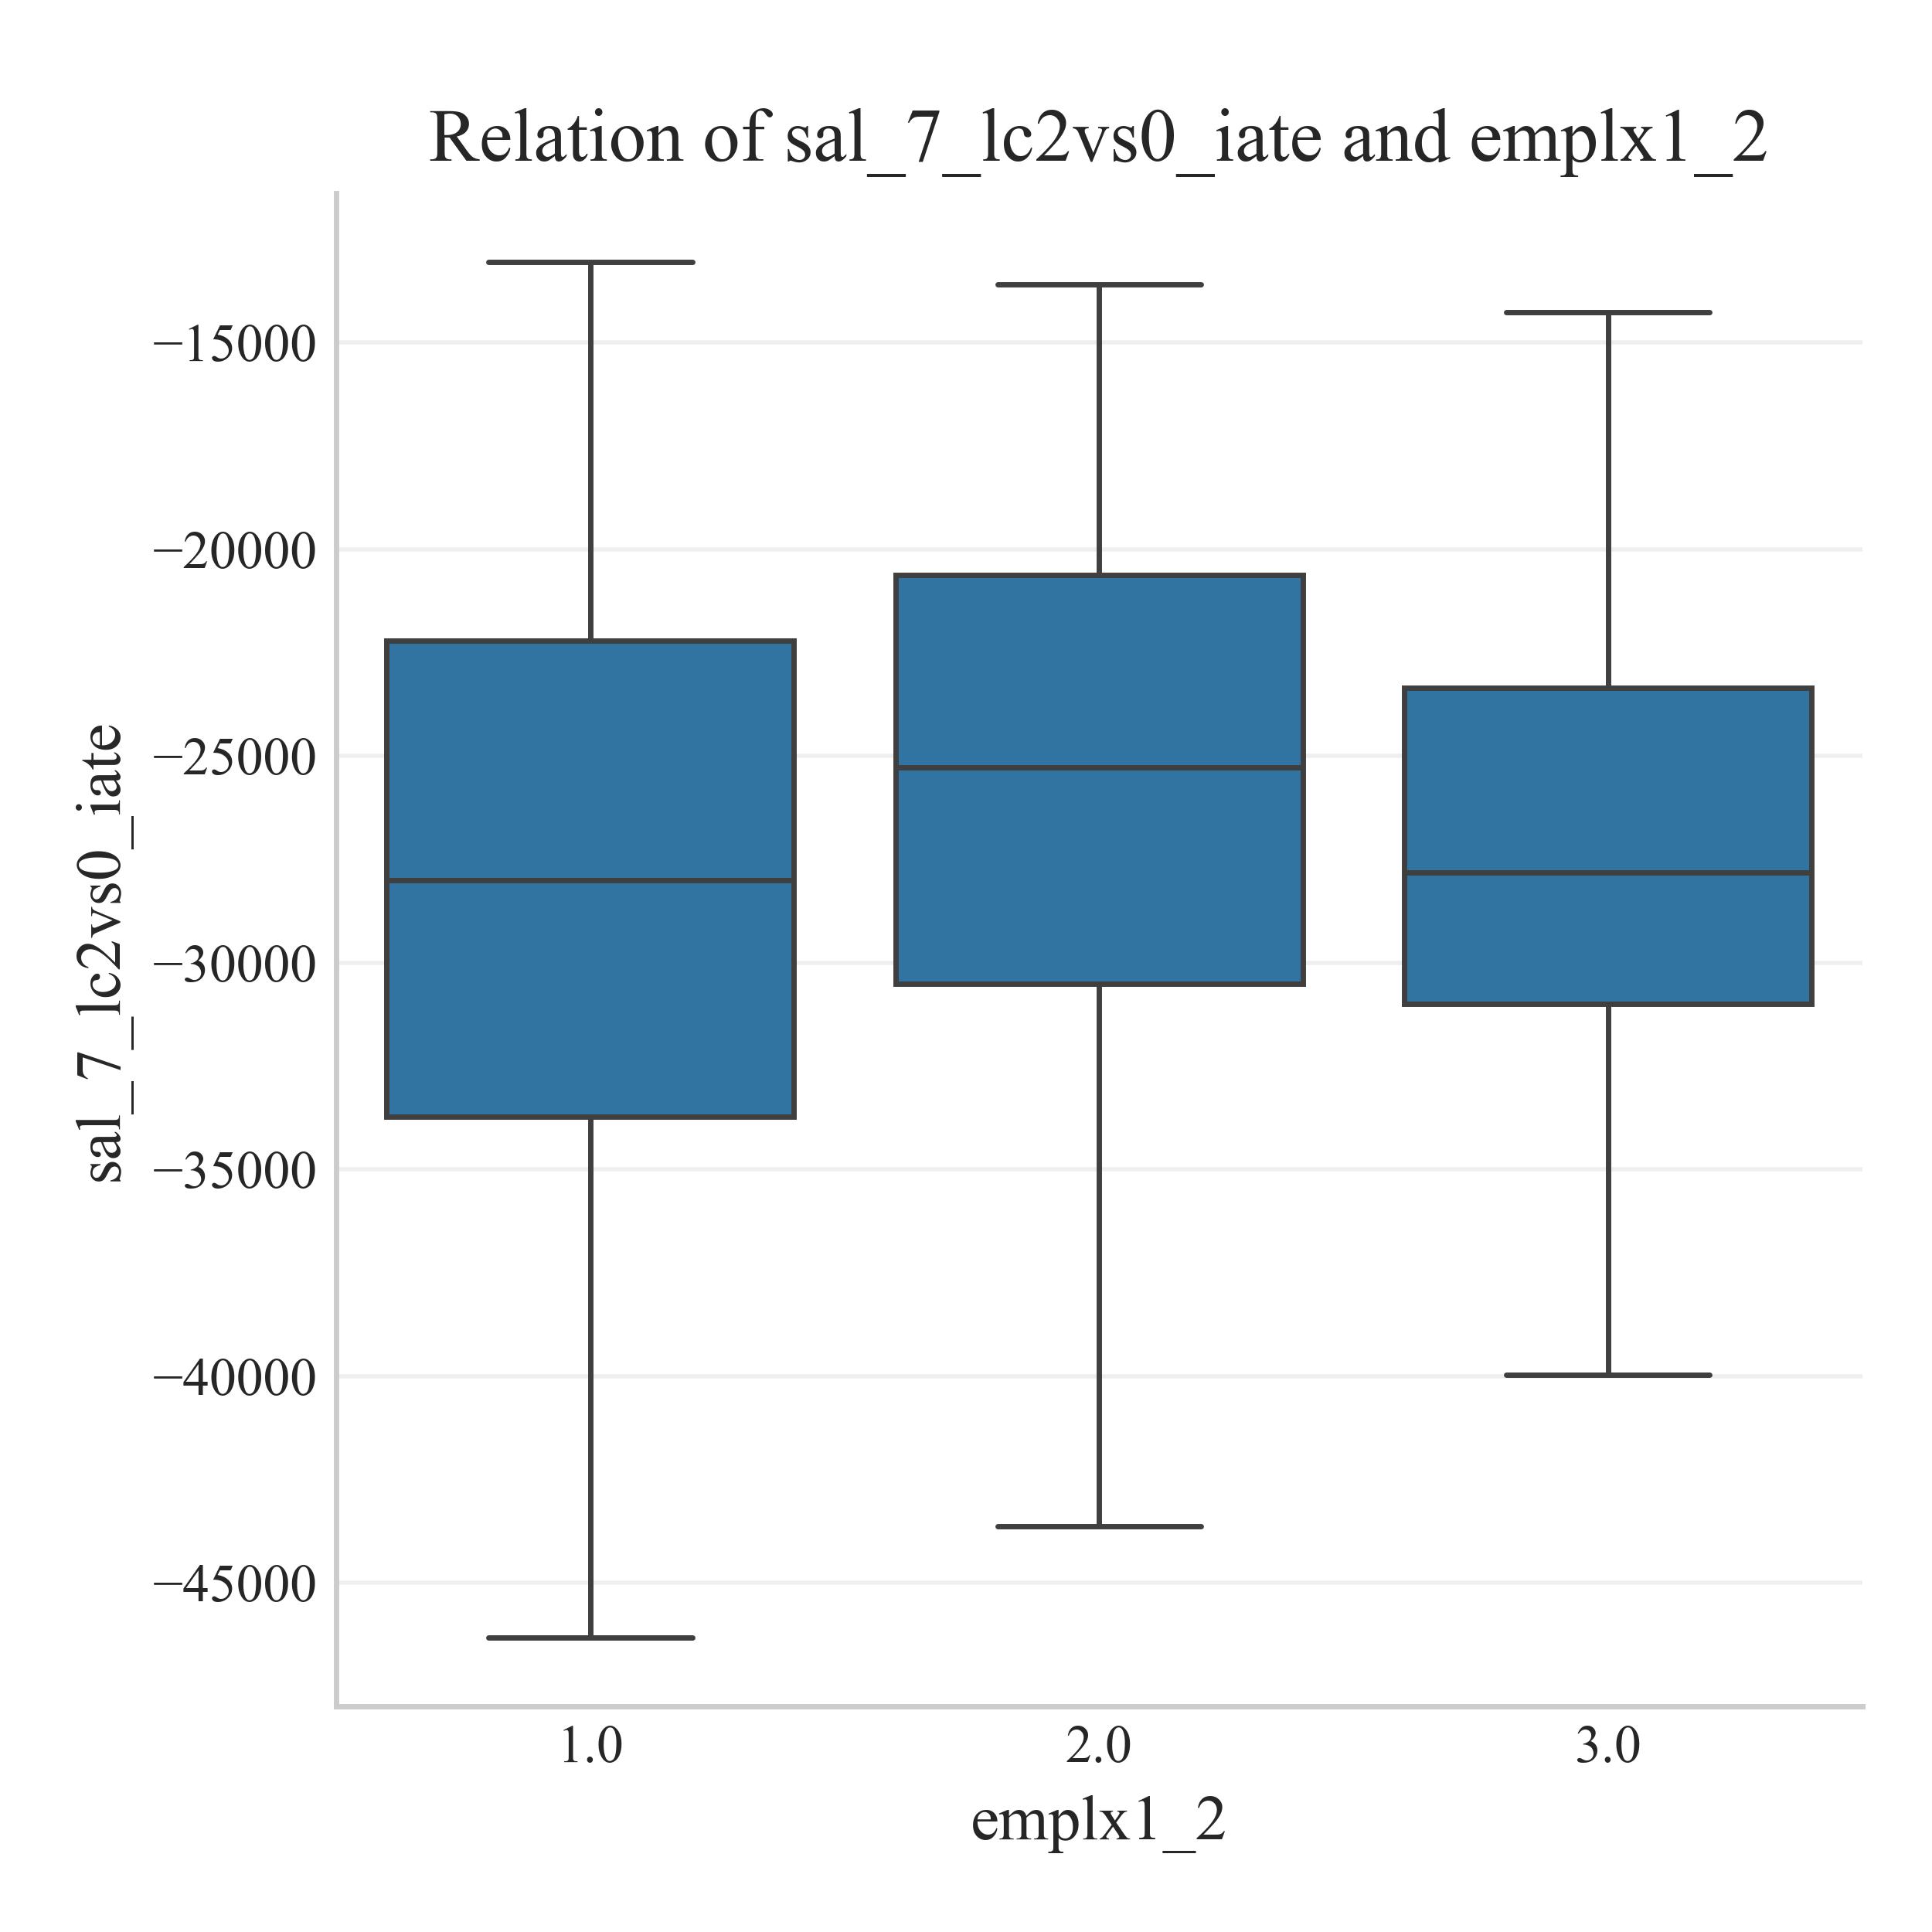 Relation of sal_7_lc2vs0_iate and emplx1_2
sal_7_lc2vs0_iate
−15000
−20000
−25000
−30000
−35000
−40000
−45000
1.0 2.0 3.0
emplx1_2